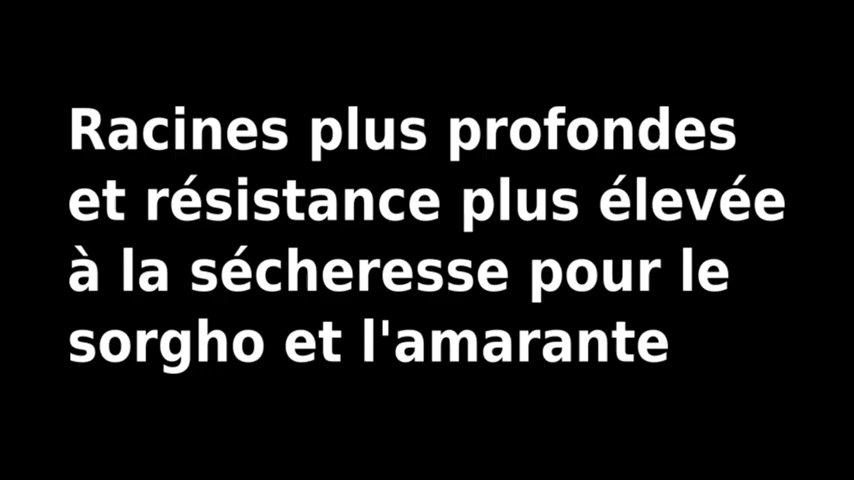 Racines plus profondes
et résistance plus élevée
à la sécheresse pour le
sorgho et l'amarante